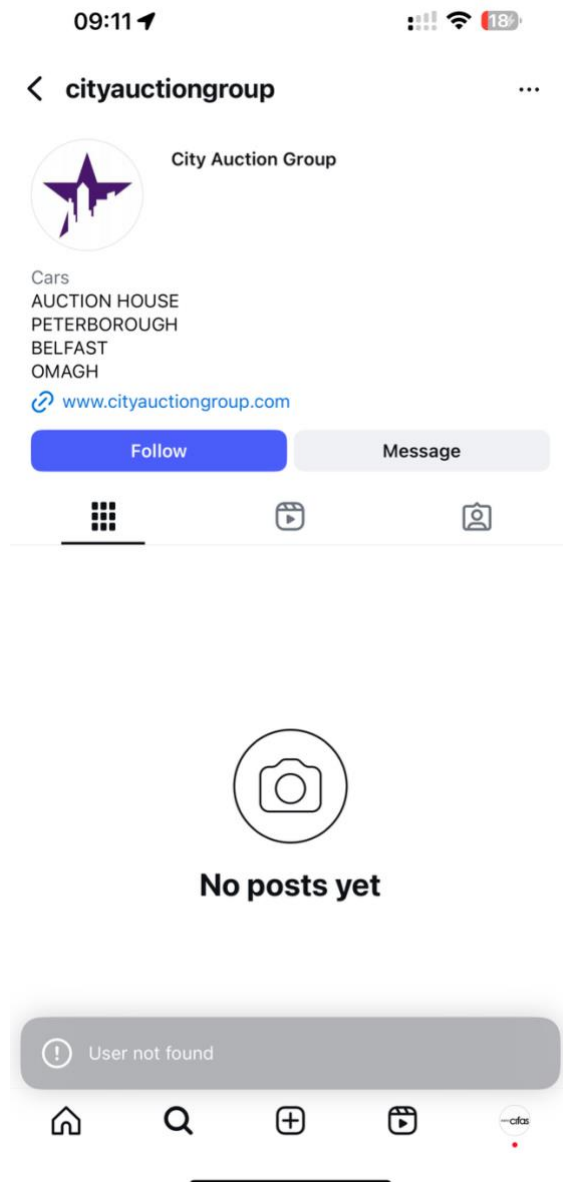 09:11
18
cityauctiongroup
City Auction Group
Cars
AUCTION HOUSE
PETERBOROUGH
BELFAST
OMAGH
www.cityauctiongroup.com
Follow
Message
No posts yet
User not found
cifas